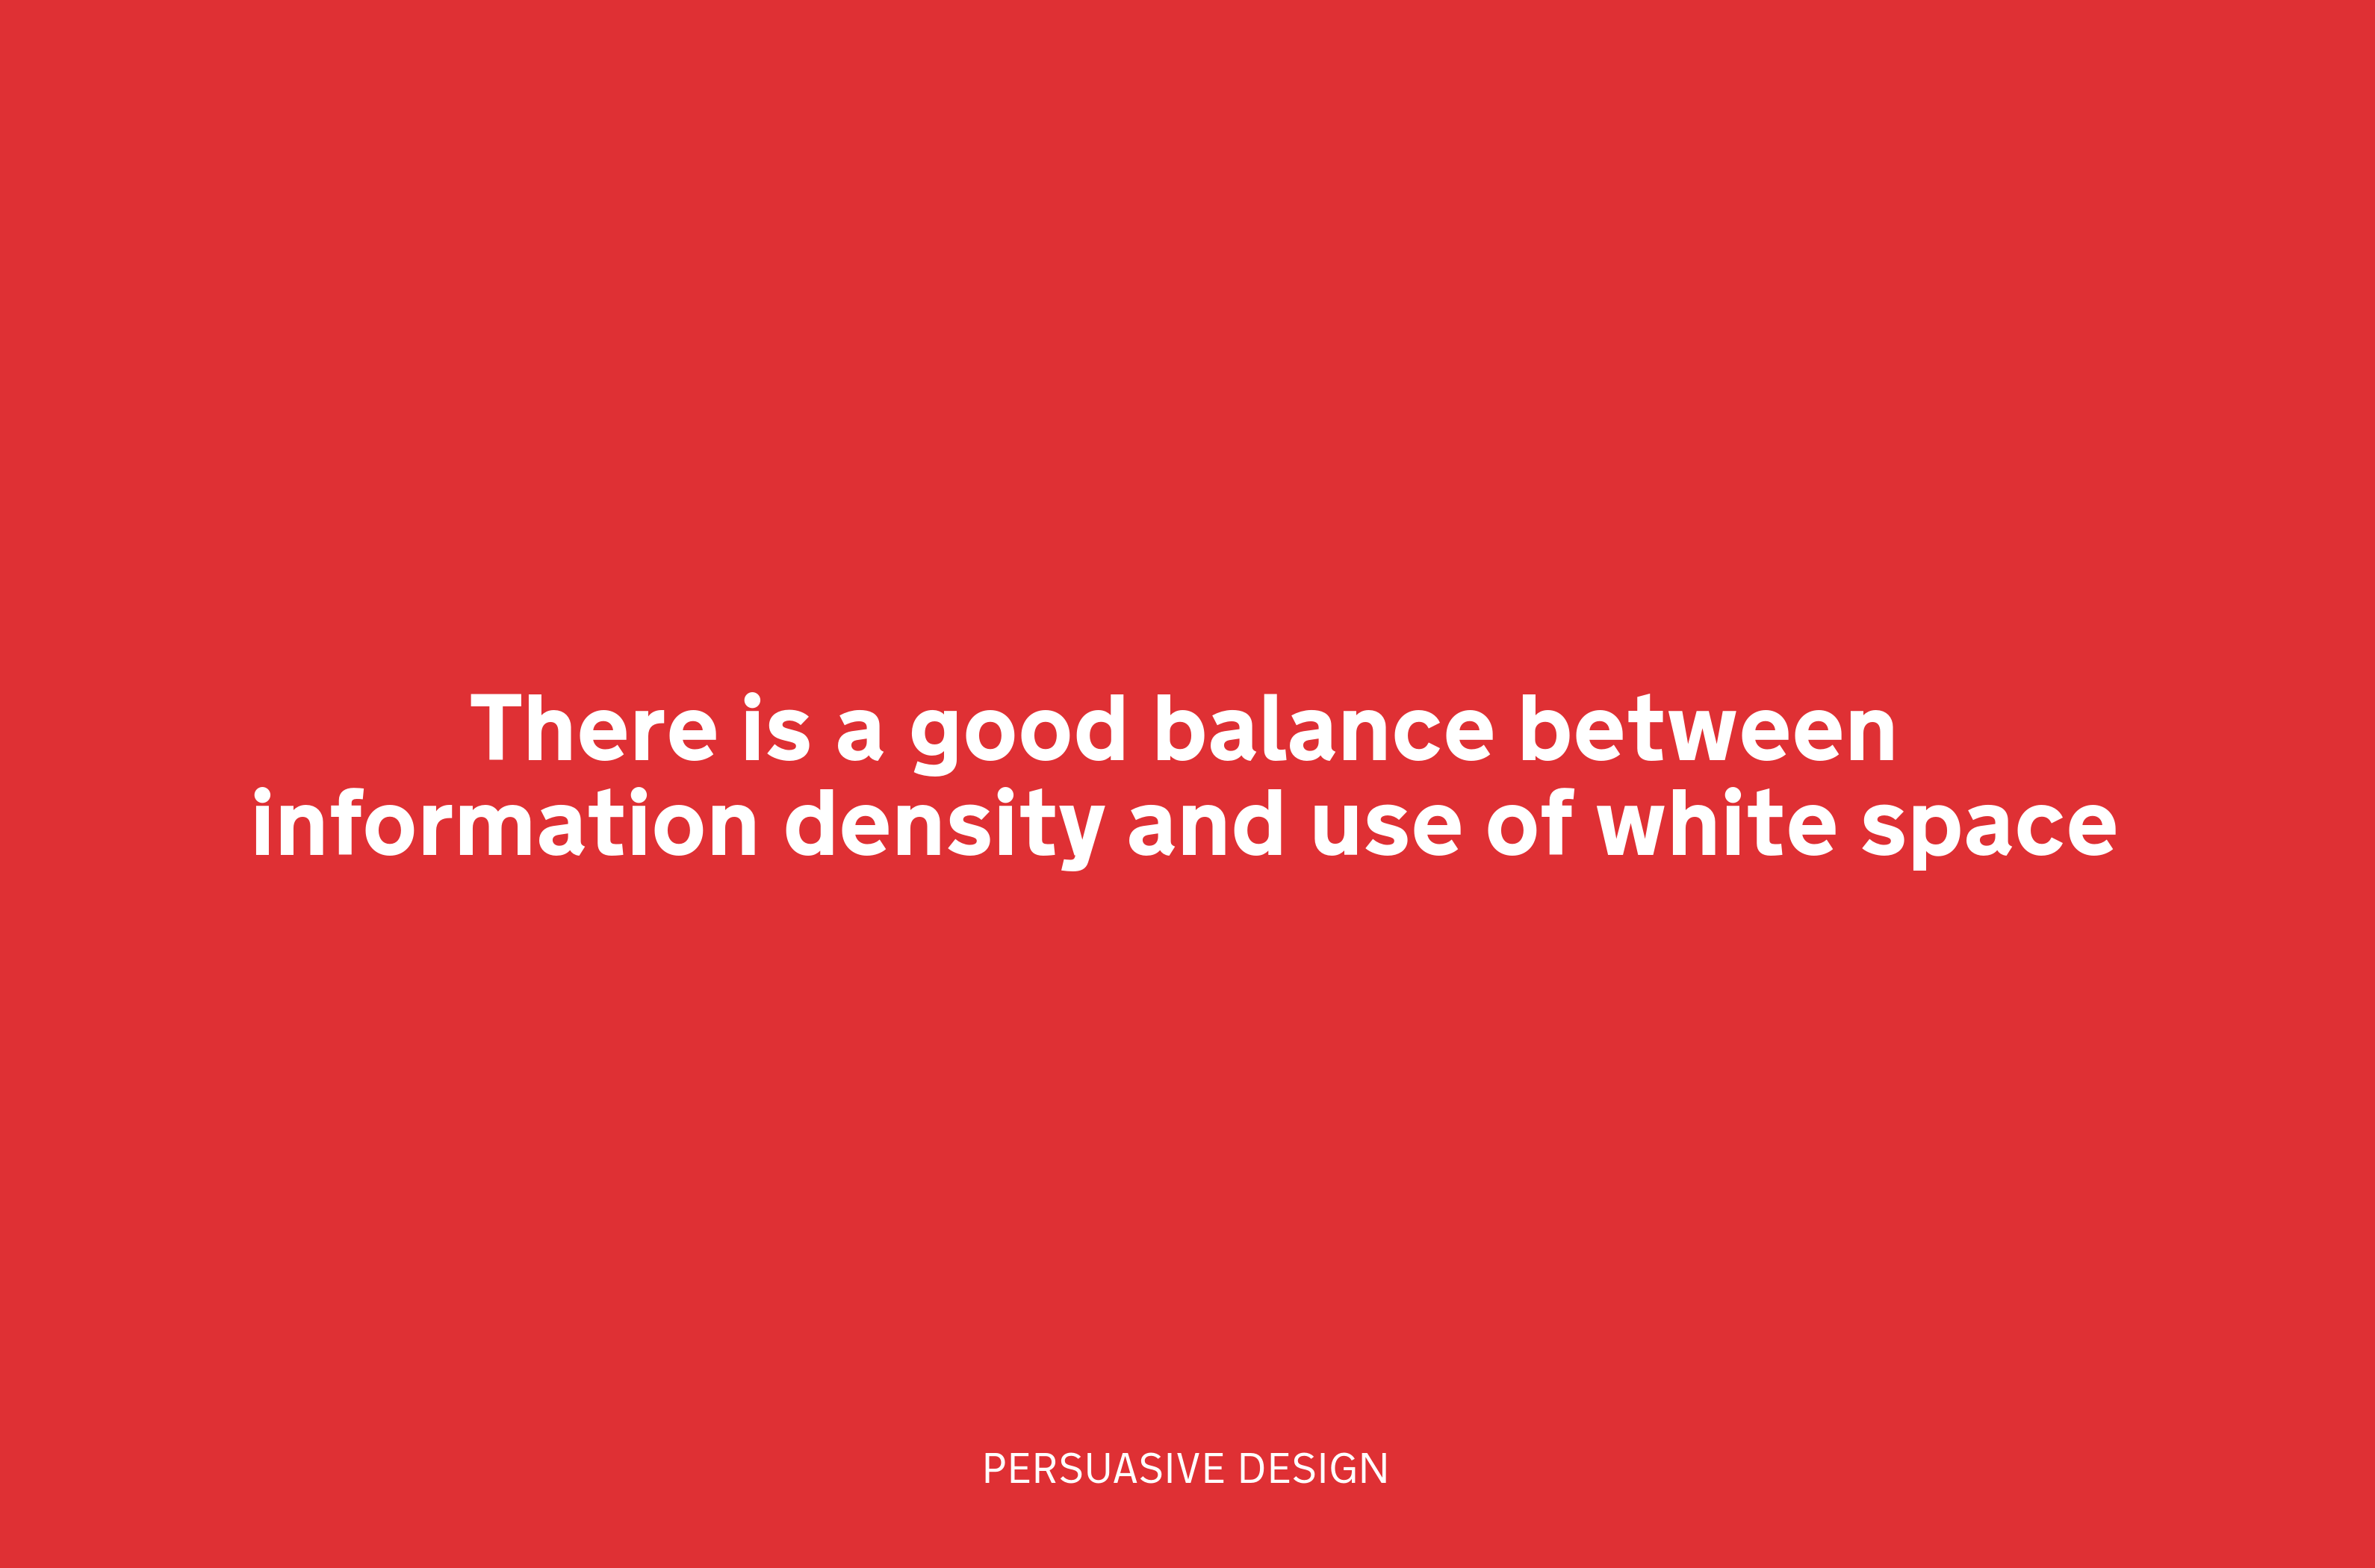 There is a good balance between
information density and use of white space
PERSUASIVE DESIGN